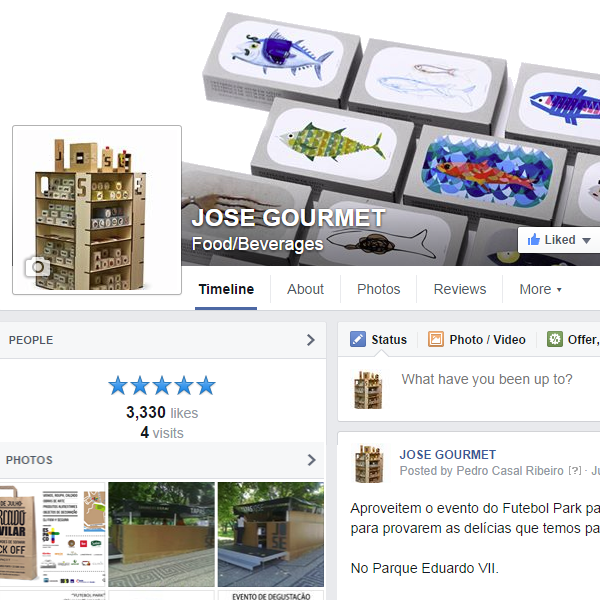 JOSE GOURMET
Food/Beverages
Liked
Timeline
About
Photos
Reviews
More
PEOPLE
3,330 likes
4 visits
PHOTOS
Status
Photo / Video
Offer,
What have you been up to?
JOSE GOURMET
Posted by Pedro Casal Ribeiro [?] · Ju
Aproveitem o evento do Futebol Park pa
para provarem as delícias que temos pa
No Parque Eduardo VII.
EVENTO DE DEGUSTAÇÃO